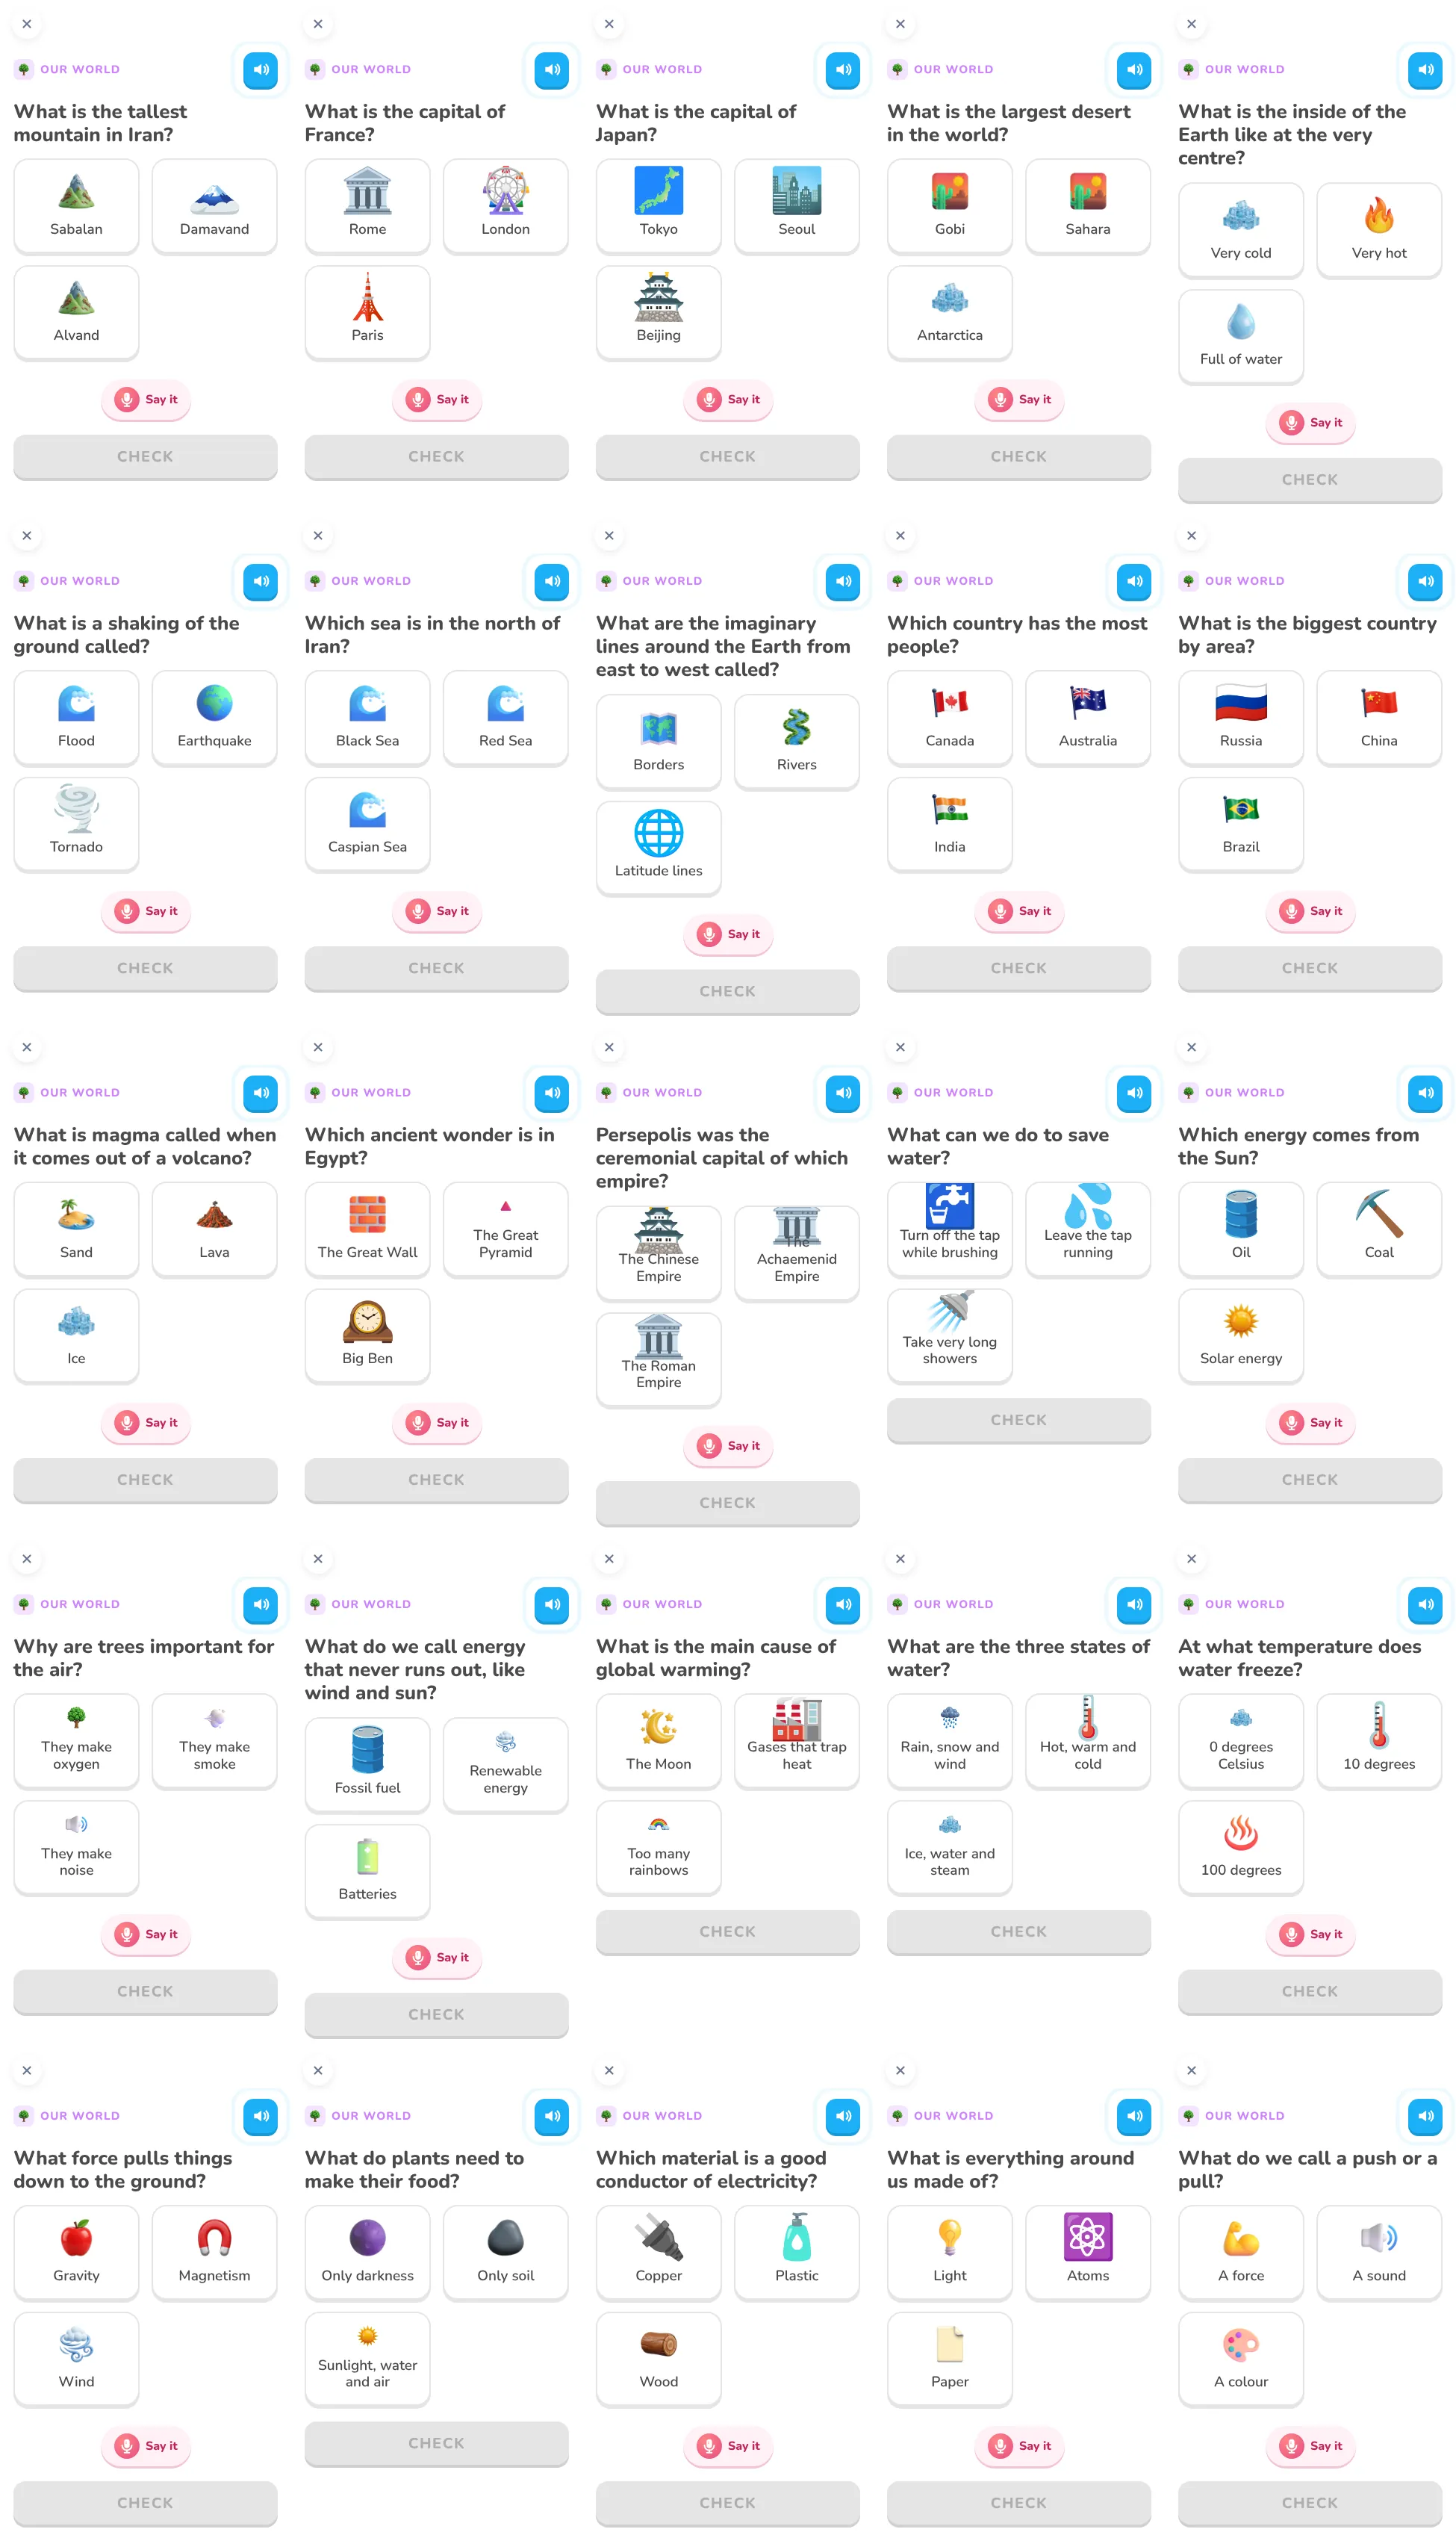 OUR WORLD
What is the tallest
mountain in Iran?
Sabalan
Damavand
Alvand
Say it
CHECK
OUR WORLD
What is the capital of
France?
Rome
London
Paris
Say it
CHECK
OUR WORLD
What is the capital of
Japan?
Tokyo
Seoul
Beijing
Say it
CHECK
OUR WORLD
What is the largest desert
in the world?
Gobi
Sahara
Antarctica
Say it
CHECK
OUR WORLD
What is the inside of the
Earth like at the very
centre?
Very cold
Very hot
Full of water
Say it
CHECK
OUR WORLD
What is a shaking of the
ground called?
Flood
Earthquake
Tornado
Say it
CHECK
OUR WORLD
Which sea is in the north of
Iran?
Black Sea
Red Sea
Caspian Sea
Say it
CHECK
OUR WORLD
What are the imaginary
lines around the Earth from
east to west called?
Borders
Rivers
Latitude lines
Say it
CHECK
OUR WORLD
Which country has the most
people?
Canada
Australia
India
Say it
CHECK
OUR WORLD
What is the biggest country
by area?
Russia
China
Brazil
Say it
CHECK
OUR WORLD
What is magma called when
it comes out of a volcano?
Sand
Lava
Ice
Say it
CHECK
OUR WORLD
Which ancient wonder is in
Egypt?
The Great Wall
The Great
Pyramid
Big Ben
Say it
CHECK
OUR WORLD
Persepolis was the
ceremonial capital of which
empire?
The Chinese
Empire
The
Achaemenid
Empire
The Roman
Empire
Say it
CHECK
OUR WORLD
What can we do to save
water?
Turn off the tap
while brushing
Leave the tap
running
Take very long
showers
CHECK
OUR WORLD
Which energy comes from
the Sun?
Oil
Coal
Solar energy
Say it
CHECK
OUR WORLD
Why are trees important for
the air?
They make
oxygen
They make
smoke
They make
noise
Say it
CHECK
OUR WORLD
What do we call energy
that never runs out, like
wind and sun?
Fossil fuel
Renewable
energy
Batteries
Say it
CHECK
OUR WORLD
What is the main cause of
global warming?
The Moon
Gases that trap
heat
Too many
rainbows
CHECK
OUR WORLD
What are the three states of
water?
Rain, snow and
wind
Hot, warm and
cold
Ice, water and
steam
CHECK
OUR WORLD
At what temperature does
water freeze?
0 degrees
Celsius
10 degrees
100 degrees
Say it
CHECK
OUR WORLD
What force pulls things
down to the ground?
Gravity
Magnetism
Wind
Say it
CHECK
OUR WORLD
What do plants need to
make their food?
Only darkness
Only soil
Sunlight, water
and air
CHECK
OUR WORLD
Which material is a good
conductor of electricity?
Copper
Plastic
Wood
Say it
CHECK
OUR WORLD
What is everything around
us made of?
Light
Atoms
Paper
Say it
CHECK
OUR WORLD
What do we call a push or a
pull?
A force
A sound
A colour
Say it
CHECK